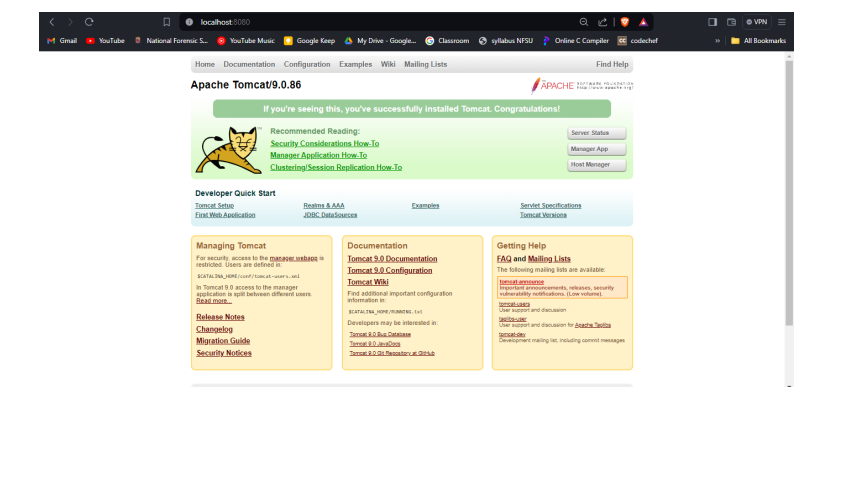 localhost:8080
VPN
Gmail YouTube National Forensic S... YouTube Music Google Keep My Drive - Google... Classroom syllabus NFSU Online C Compiler codechef » All Bookmarks
Home Documentation Configuration Examples Wiki Mailing Lists Find Help
Apache Tomcat/9.0.86
APACHE SOFTWARE FOUNDATION
http://www.apache.org/
If you're seeing this, you've successfully installed Tomcat. Congratulations!
Recommended Reading:
Security Considerations How-To
Manager Application How-To
Clustering/Session Replication How-To
Server Status
Manager App
Host Manager
Developer Quick Start
Tomcat Setup
First Web Application
Realms & AAA
JDBC DataSources
Examples
Servlet Specifications
Tomcat Versions
Managing Tomcat
For security, access to the manager webapp is
restricted. Users are defined in:
$CATALINA_HOME/conf/tomcat-users.xml
In Tomcat 9.0 access to the manager
application is split between different users.
Read more...
Release Notes
Changelog
Migration Guide
Security Notices
Documentation
Tomcat 9.0 Documentation
Tomcat 9.0 Configuration
Tomcat Wiki
Find additional important configuration
information in:
$CATALINA_HOME/RUNNING.txt
Developers may be interested in:
Tomcat 9.0 Bug Database
Tomcat 9.0 JavaDocs
Tomcat 9.0 Git Repository at GitHub
Getting Help
FAQ and Mailing Lists
The following mailing lists are available:
tomcat-announce
Important announcements, releases, security
vulnerability notifications. (Low volume).
tomcat-users
User support and discussion
taglibs-user
User support and discussion for Apache Taglibs
tomcat-dev
Development mailing list, including commit messages